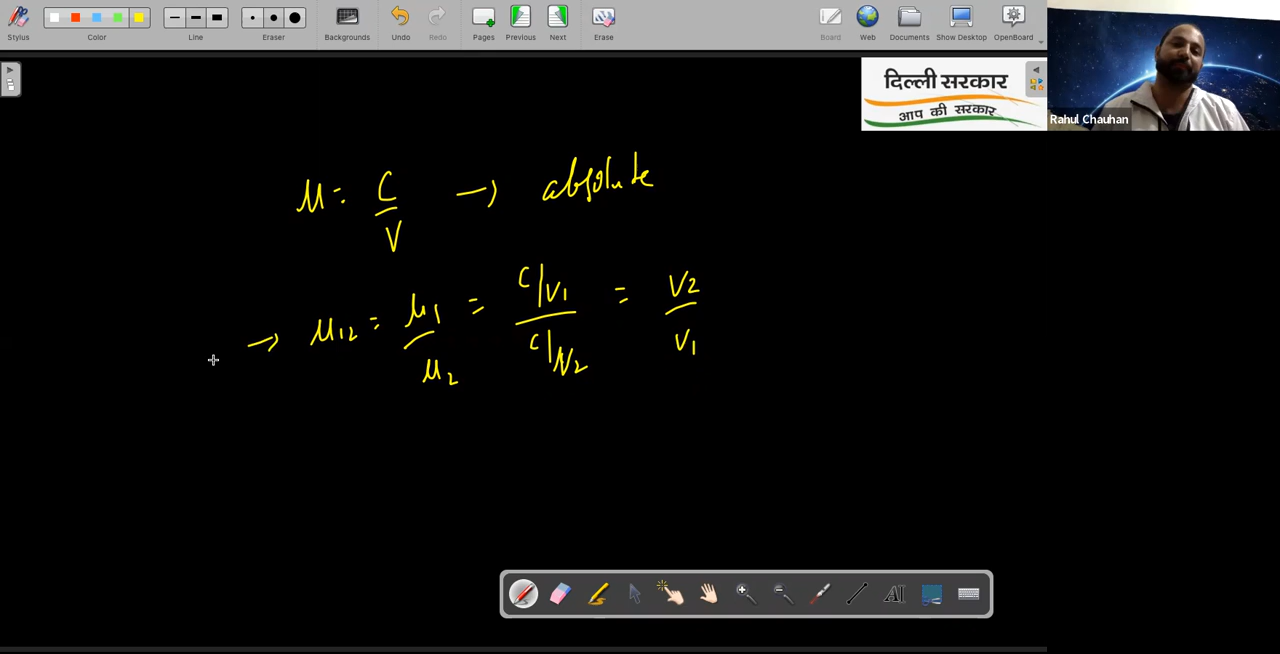 Stylus Color Line Eraser Backgrounds Undo Redo Pages Previous Next Erase Board Web Documents Show Desktop OpenBoard
दिल्ली सरकार
आप की सरकार
Rahul Chauhan
μ = C/V → absolute
→ μ12 = μ1/μ2 = (C/V1)/(C/V2) = V2/V1
AI